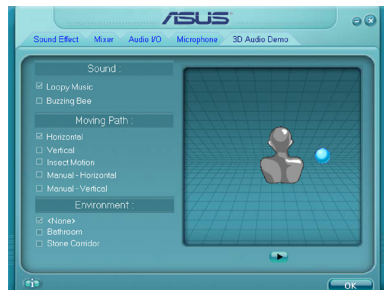 ASUS
Sound Effect Mixer Audio I/O Microphone 3D Audio Demo
Sound :
Loopy Music
Buzzing Bee
Moving Path :
Horizontal
Vertical
Insect Motion
Manual - Horizontal
Manual - Vertical
Environment :
<None>
Bathroom
Stone Corridor
OK